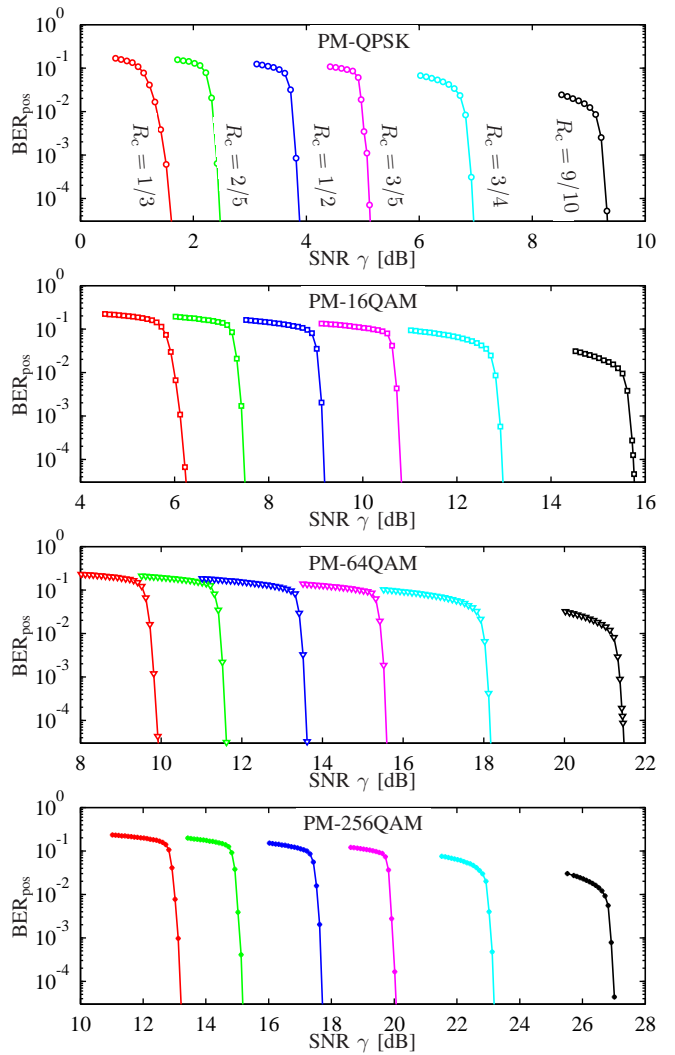 PM-QPSK
10^0
10^-1
10^-2
10^-3
10^-4
BER_pos
R_c = 1/3
R_c = 2/5
R_c = 1/2
R_c = 3/5
R_c = 3/4
R_c = 9/10
0 2 4 6 8 10
SNR γ [dB]
PM-16QAM
10^0
10^-1
10^-2
10^-3
10^-4
BER_pos
4 6 8 10 12 14 16
SNR γ [dB]
PM-64QAM
10^0
10^-1
10^-2
10^-3
10^-4
BER_pos
8 10 12 14 16 18 20 22
SNR γ [dB]
PM-256QAM
10^0
10^-1
10^-2
10^-3
10^-4
BER_pos
10 12 14 16 18 20 22 24 26 28
SNR γ [dB]